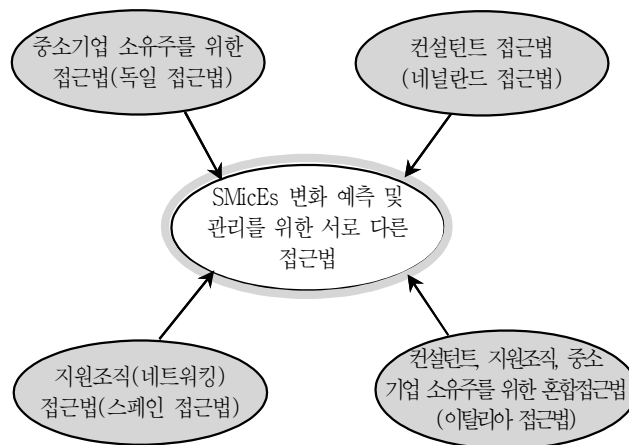 중소기업 소유주를 위한
접근법(독일 접근법)
컨설턴트 접근법
(네널란드 접근법)
SMicEs 변화 예측 및
관리를 위한 서로 다른
접근법
지원조직(네트워킹)
접근법(스페인 접근법)
컨설턴트, 지원조직, 중소
기업 소유주를 위한 혼합접근법
(이탈리아 접근법)